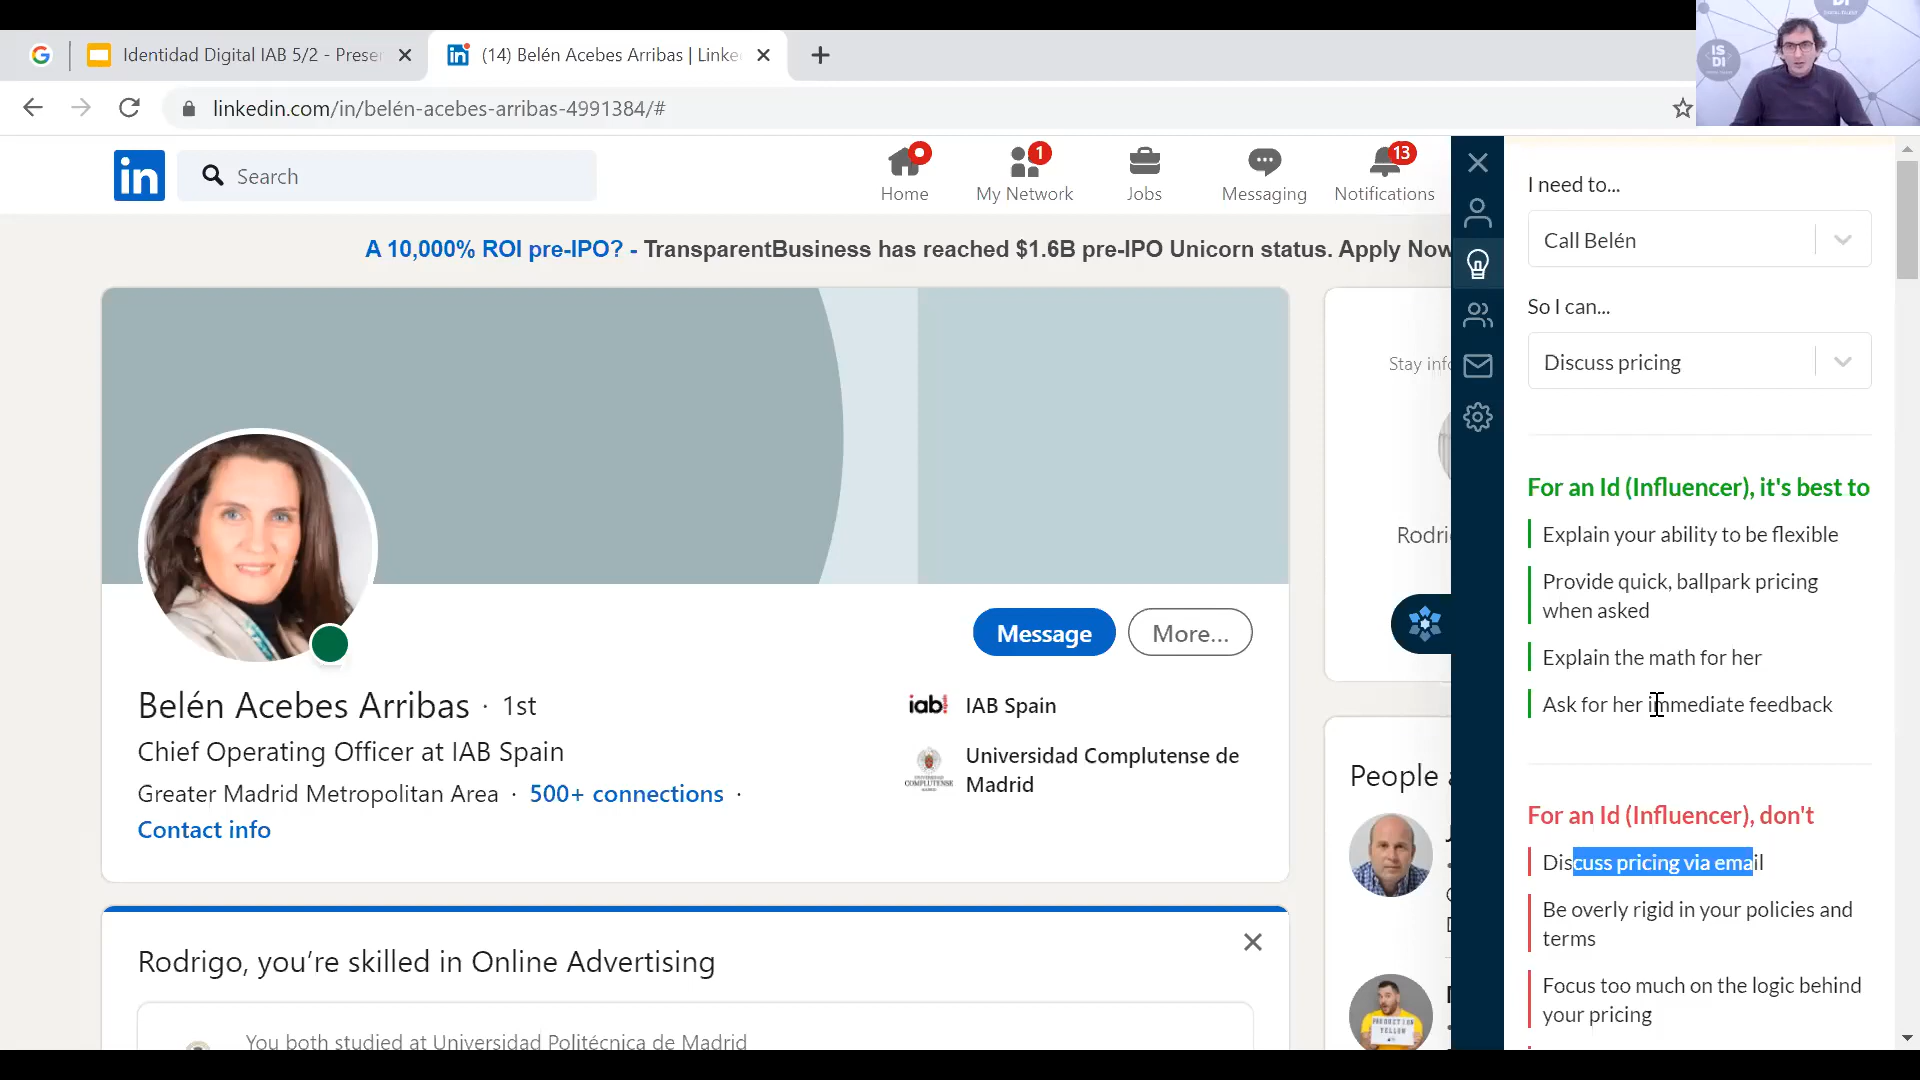 Identidad Digital IAB 5/2 - Preser
(14) Belén Acebes Arribas | Linke
linkedin.com/in/belén-acebes-arribas-4991384/#
IS
DI
in
Search
Home
1
My Network
Jobs
Messaging
13
Notifications
A 10,000% ROI pre-IPO? - TransparentBusiness has reached $1.6B pre-IPO Unicorn status. Apply Now
Message
More...
Belén Acebes Arribas · 1st
Chief Operating Officer at IAB Spain
Greater Madrid Metropolitan Area · 500+ connections ·
Contact info
iab!
IAB Spain
Universidad Complutense de
Madrid
Rodrigo, you're skilled in Online Advertising
You both studied at Universidad Politécnica de Madrid
Stay info
Rodri
People a
I need to...
Call Belén
So I can...
Discuss pricing
For an Id (Influencer), it's best to
Explain your ability to be flexible
Provide quick, ballpark pricing
when asked
Explain the math for her
Ask for her immediate feedback
For an Id (Influencer), don't
Discuss pricing via email
Be overly rigid in your policies and
terms
Focus too much on the logic behind
your pricing